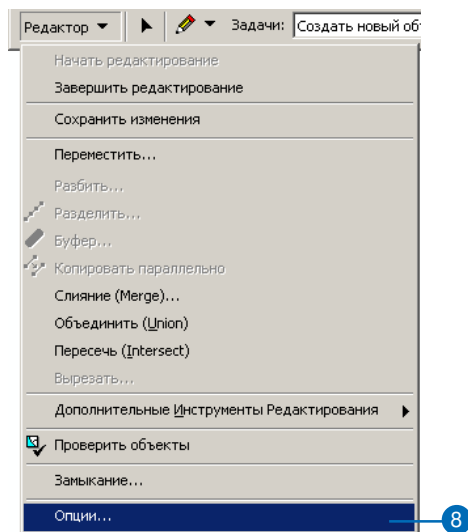 Редактор Задачи: Создать новый об
Начать редактирование
Завершить редактирование
Сохранить изменения
Переместить...
Разбить...
Разделить...
Буфер...
Копировать параллельно
Слияние (Merge)...
Объединить (Union)
Пересечь (Intersect)
Вырезать...
Дополнительные Инструменты Редактирования
Проверить объекты
Замыкание...
Опции... 8